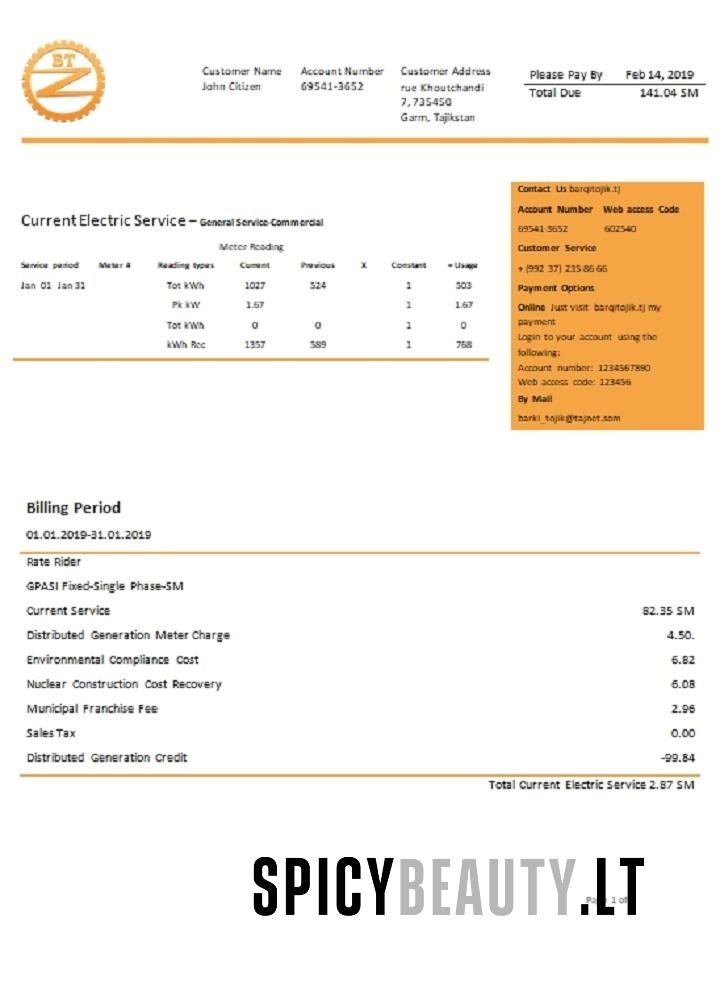 BT
Customer Name Account Number Customer Address
John Citizen 69541-3652 rue Khoutchandi
7, 735450
Garm, Tajikstan
Please Pay By Feb 14, 2019
Total Due 141.04 SM
Current Electric Service – General Service-Commercial
Meter Reading
Service period Meter # Reading types Current Previous X Constant = Usage
Jan 01 Jan 31 Tot kWh 1027 524 1 503
Pk kW 1.67 1 1.67
Tot kWh 0 0 1 0
kWh Rec 1357 589 1 768
Contact Us barqitojik.tj
Account Number Web access Code
69541-3652 602540
Customer Service
+ (992 37) 235-86-66
Payment Options
Online Just visit barqitojik.tj my
payment
Login to your account using the
following:
Account number: 1234567890
Web access code: 123456
By Mail
barki_tojik@tajnet.som
Billing Period
01.01.2019-31.01.2019
Rate Rider
GPASI Fixed-Single Phase-SM
Current Service 82.35 SM
Distributed Generation Meter Charge 4.50.
Environmental Compliance Cost 6.82
Nuclear Construction Cost Recovery 6.08
Municipal Franchise Fee 2.96
Sales Tax 0.00
Distributed Generation Credit -99.84
Total Current Electric Service 2.87 SM
SPICYBEAUTY.LT
1 of